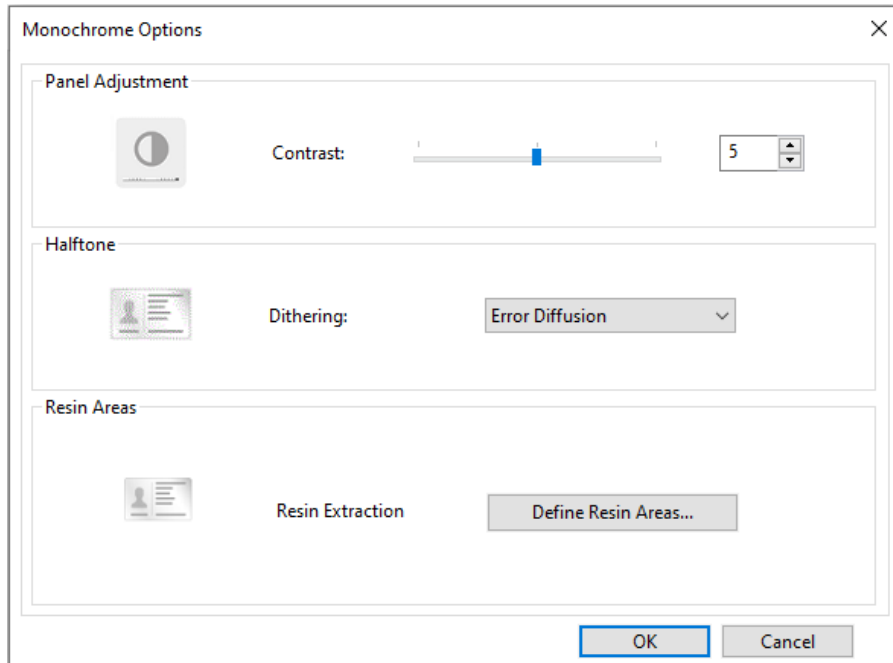 Monochrome Options
Panel Adjustment
Contrast:
5
Halftone
Dithering:
Error Diffusion
Resin Areas
Resin Extraction
Define Resin Areas...
OK
Cancel